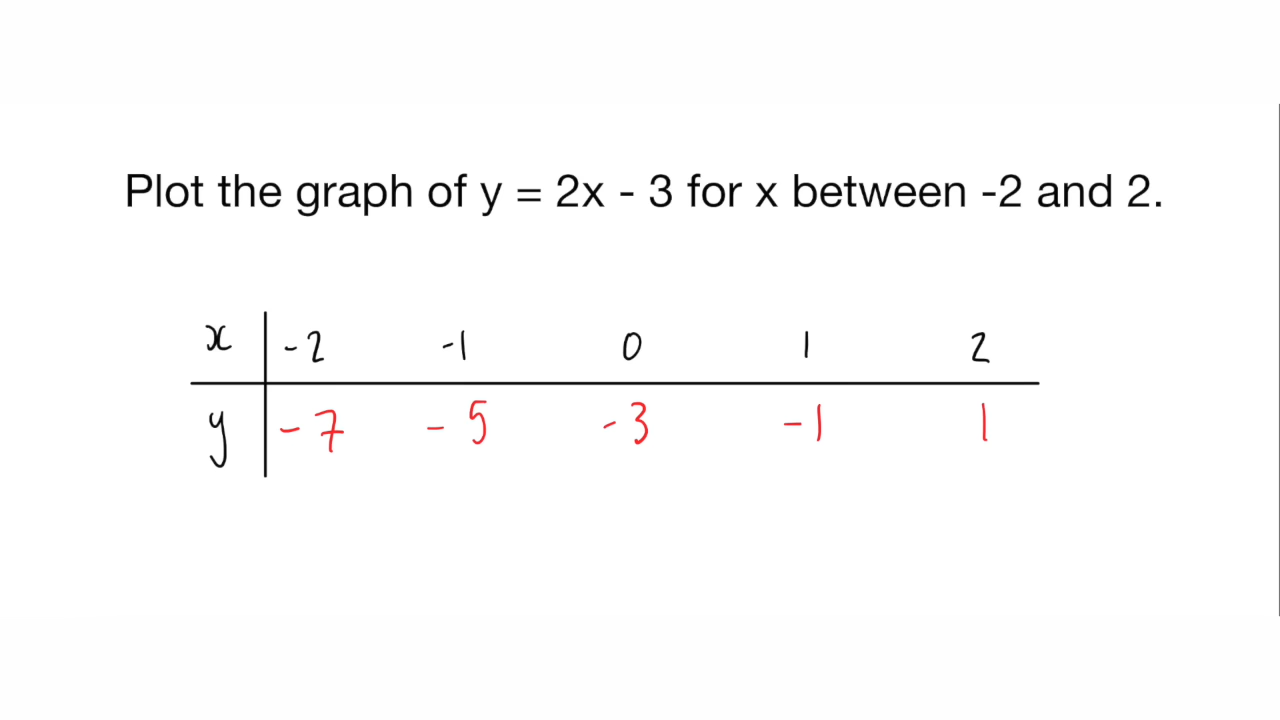 Plot the graph of y = 2x - 3 for x between -2 and 2.
x -2 -1 0 1 2
y -7 -5 -3 -1 1